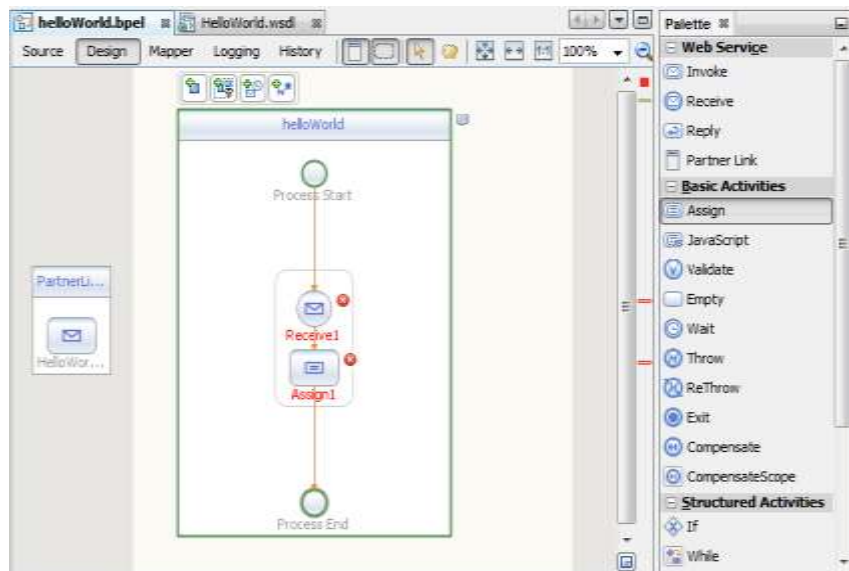 helloWorld.bpel HelloWorld.wsdl
Source Design Mapper Logging History 1:1 100%
helloWorld
Process Start
Receive1
Assign1
Process End
PartnerLi...
HelloWor...
Palette
Web Service
Invoke
Receive
Reply
Partner Link
Basic Activities
Assign
JavaScript
Validate
Empty
Wait
Throw
ReThrow
Exit
Compensate
CompensateScope
Structured Activities
If
While